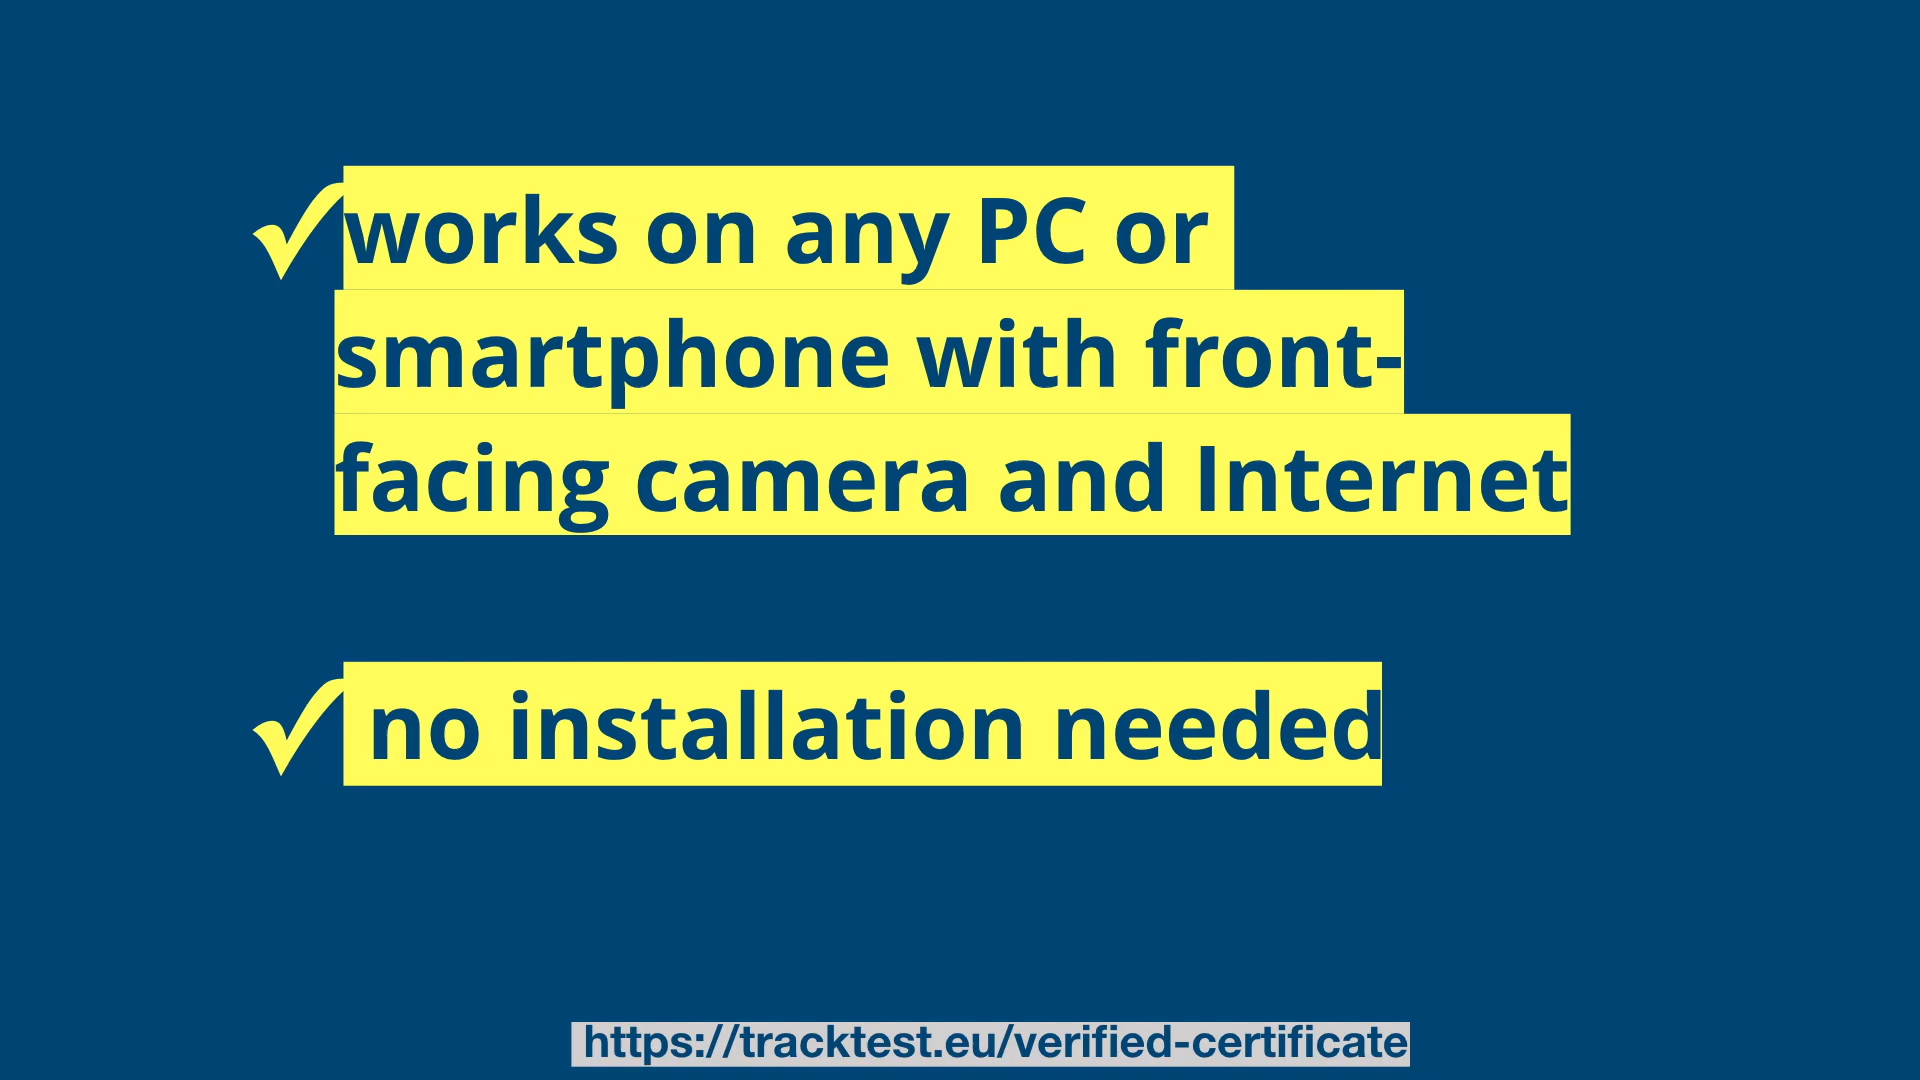 ✓works on any PC or
smartphone with front-
facing camera and Internet
✓ no installation needed
https://tracktest.eu/verified-certificate